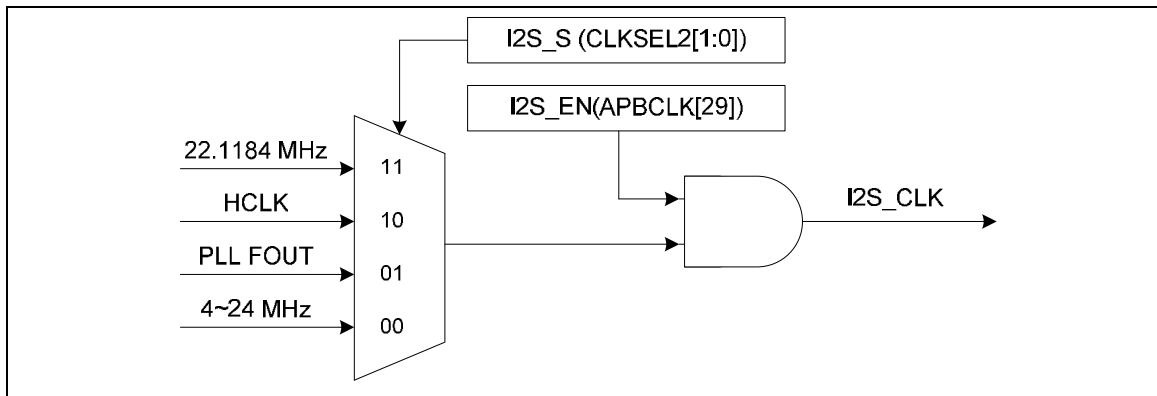 I2S_S (CLKSEL2[1:0])
I2S_EN(APBCLK[29])
22.1184 MHz
11
HCLK
10
I2S_CLK
PLL FOUT
01
4~24 MHz
00